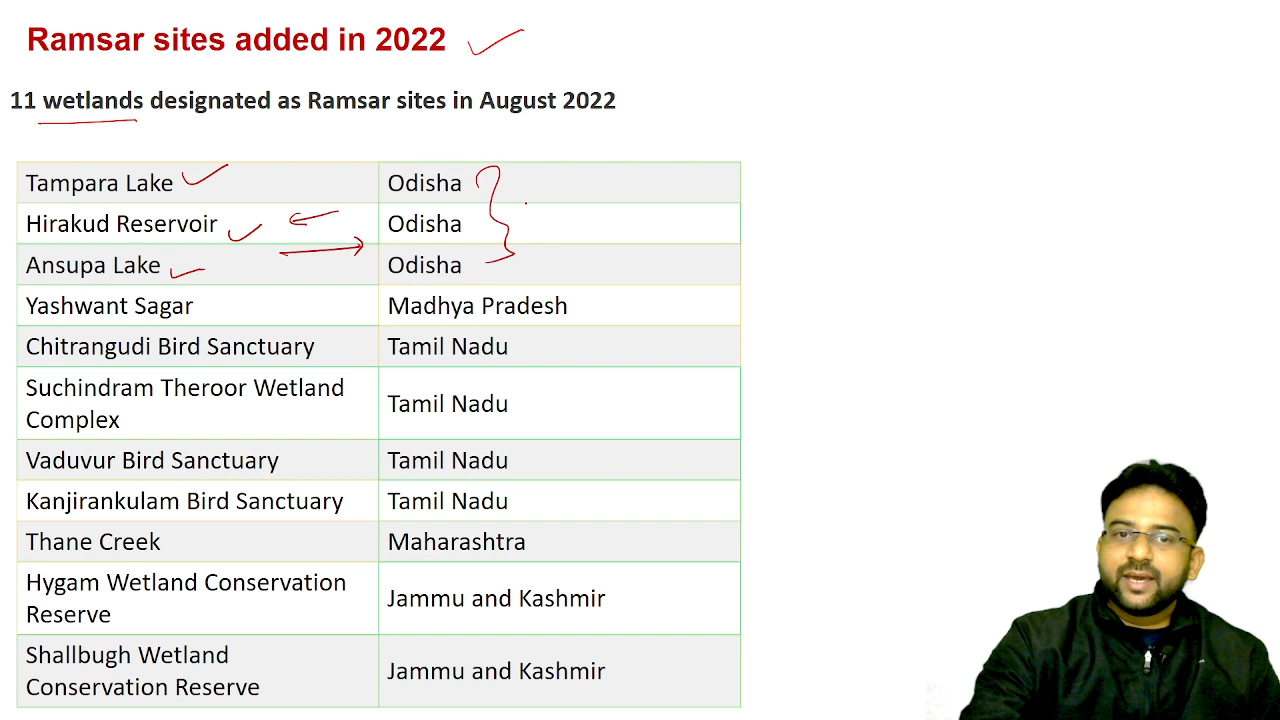 Ramsar sites added in 2022
11 wetlands designated as Ramsar sites in August 2022
Tampara Lake Odisha
Hirakud Reservoir Odisha
Ansupa Lake Odisha
Yashwant Sagar Madhya Pradesh
Chitrangudi Bird Sanctuary Tamil Nadu
Suchindram Theroor Wetland
Complex Tamil Nadu
Vaduvur Bird Sanctuary Tamil Nadu
Kanjirankulam Bird Sanctuary Tamil Nadu
Thane Creek Maharashtra
Hygam Wetland Conservation
Reserve Jammu and Kashmir
Shallbugh Wetland
Conservation Reserve Jammu and Kashmir